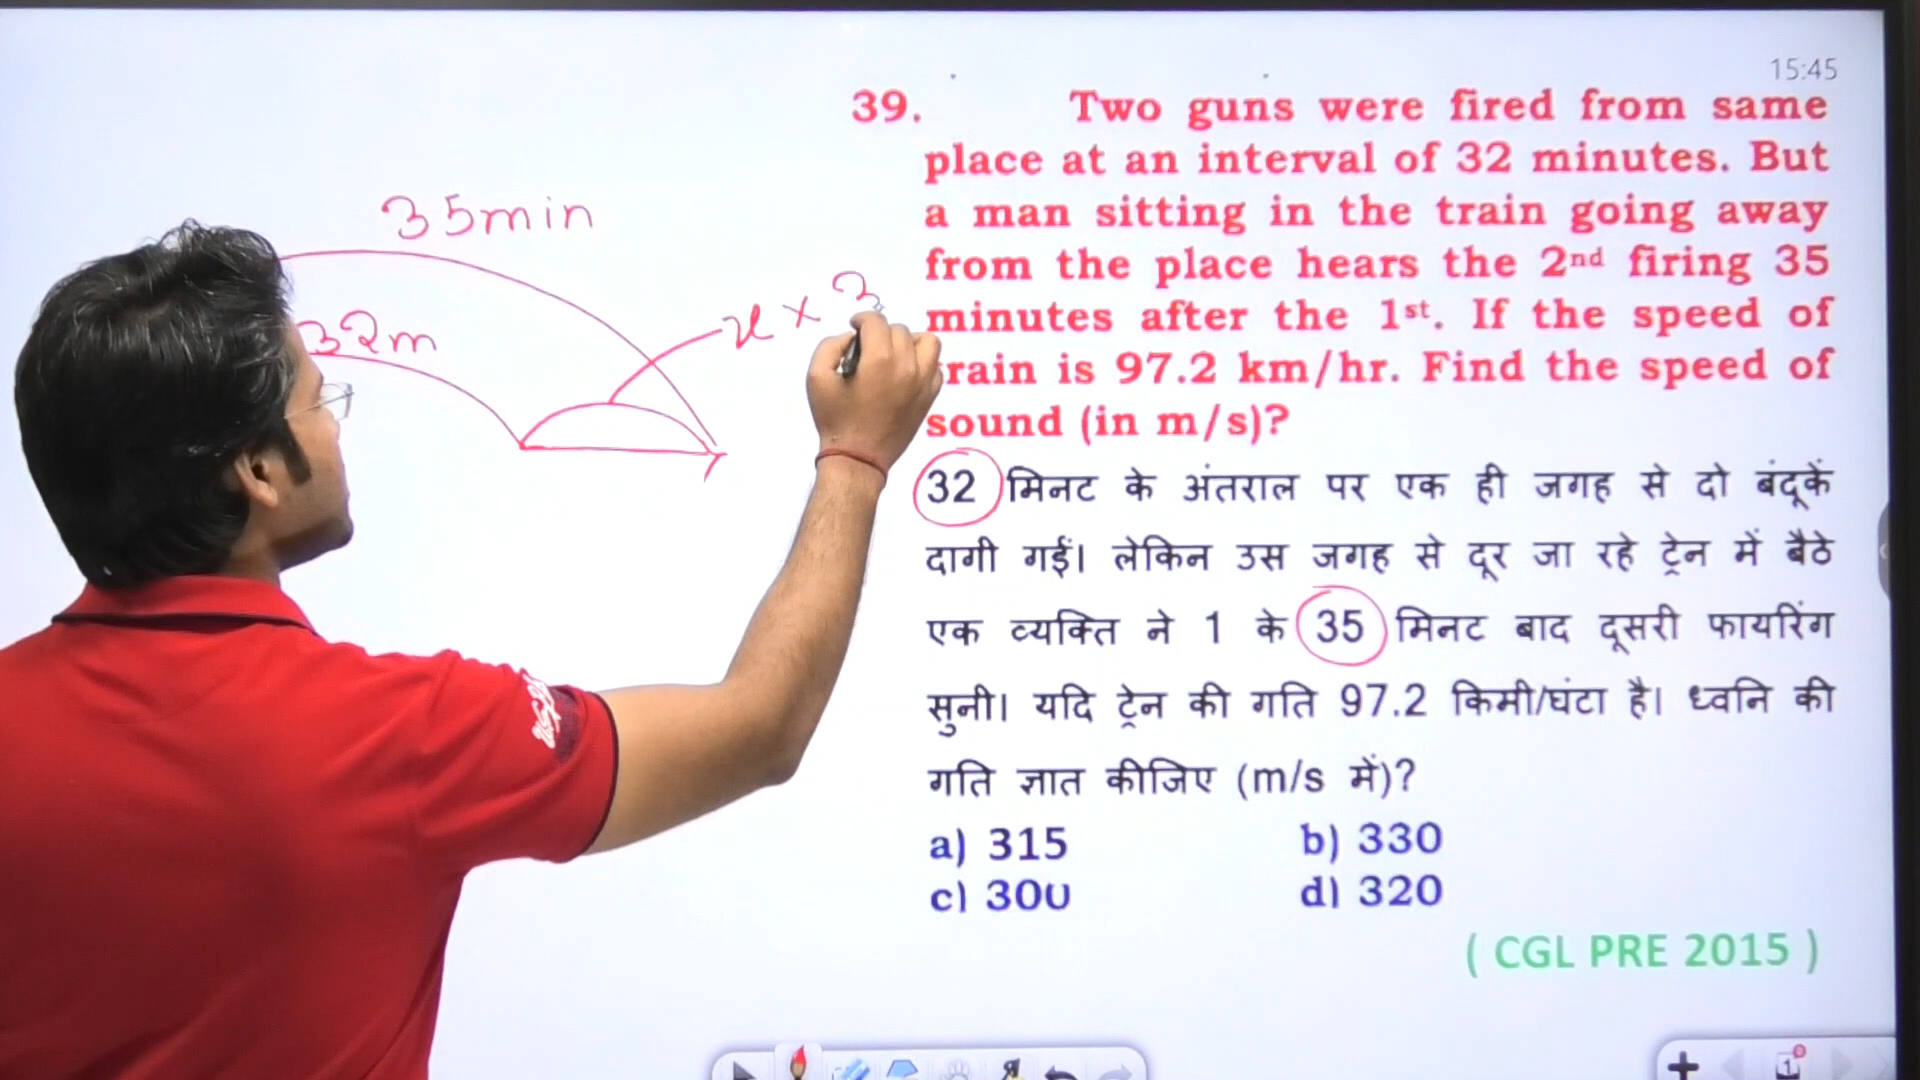 15:45
39. Two guns were fired from same
place at an interval of 32 minutes. But
a man sitting in the train going away
from the place hears the 2nd firing 35
minutes after the 1st. If the speed of
rain is 97.2 km/hr. Find the speed of
sound (in m/s)?
32 मिनट के अंतराल पर एक ही जगह से दो बंदूकें
दागी गईं। लेकिन उस जगह से दूर जा रहे ट्रेन में बैठे
एक व्यक्ति ने 1 के 35 मिनट बाद दूसरी फायरिंग
सुनी। यदि ट्रेन की गति 97.2 किमी/घंटा है। ध्वनि की
गति ज्ञात कीजिए (m/s में)?
a) 315 b) 330
c) 300 d) 320
( CGL PRE 2015 )
35min
32m
x × 3